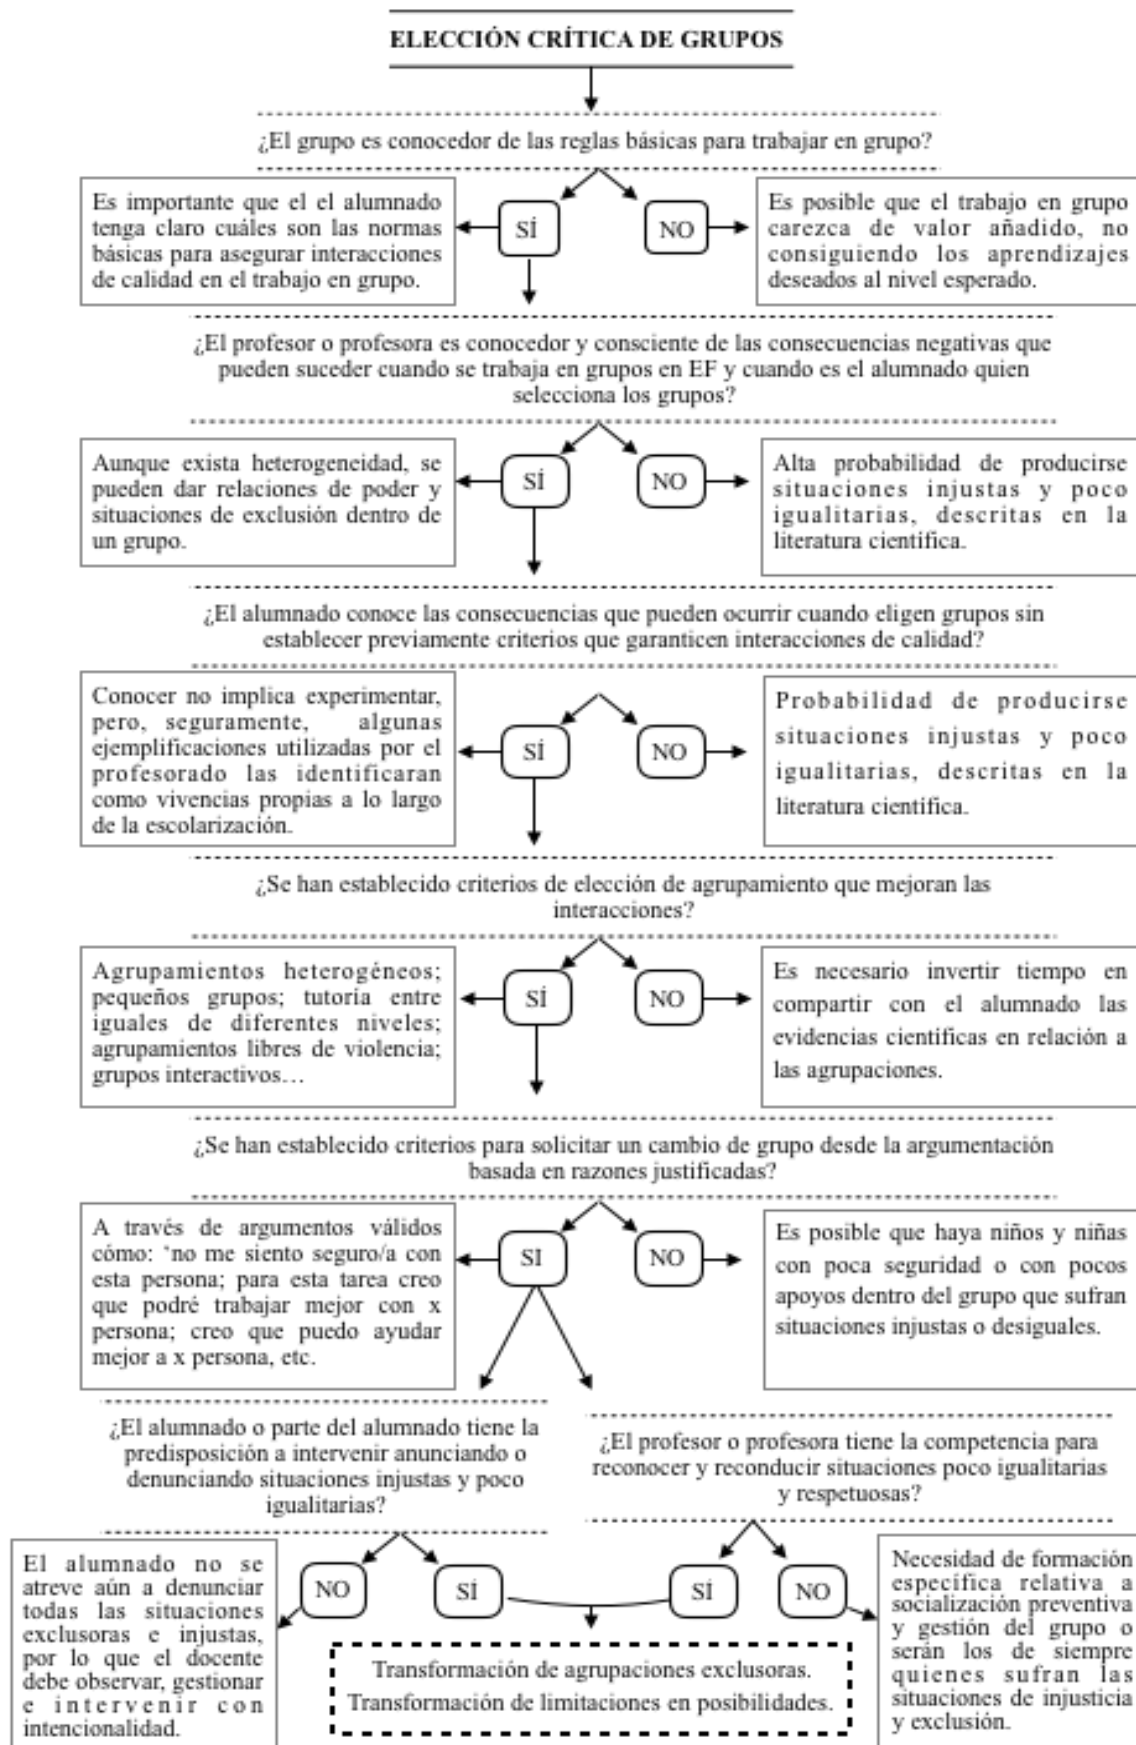 ELECCIÓN CRÍTICA DE GRUPOS
¿El grupo es conocedor de las reglas básicas para trabajar en grupo?
Es importante que el el alumnado
tenga claro cuáles son las normas
básicas para asegurar interacciones
de calidad en el trabajo en grupo.
SÍ
NO
Es posible que el trabajo en grupo
carezca de valor añadido, no
consiguiendo los aprendizajes
deseados al nivel esperado.
¿El profesor o profesora es conocedor y consciente de las consecuencias negativas que
pueden suceder cuando se trabaja en grupos en EF y cuando es el alumnado quien
selecciona los grupos?
Aunque exista heterogeneidad, se
pueden dar relaciones de poder y
situaciones de exclusión dentro de
un grupo.
SÍ
NO
Alta probabilidad de producirse
situaciones injustas y poco
igualitarias, descritas en la
literatura científica.
¿El alumnado conoce las consecuencias que pueden ocurrir cuando eligen grupos sin
establecer previamente criterios que garanticen interacciones de calidad?
Conocer no implica experimentar,
pero, seguramente, algunas
ejemplificaciones utilizadas por el
profesorado las identificaran
como vivencias propias a lo largo
de la escolarización.
SÍ
NO
Probabilidad de producirse
situaciones injustas y poco
igualitarias, descritas en la
literatura científica.
¿Se han establecido criterios de elección de agrupamiento que mejoran las
interacciones?
Agrupamientos heterogéneos;
pequeños grupos; tutoría entre
iguales de diferentes niveles;
agrupamientos libres de violencia;
grupos interactivos…
SÍ
NO
Es necesario invertir tiempo en
compartir con el alumnado las
evidencias científicas en relación a
las agrupaciones.
¿Se han establecido criterios para solicitar un cambio de grupo desde la argumentación
basada en razones justificadas?
A través de argumentos válidos
cómo: ‘no me siento seguro/a con
esta persona; para esta tarea creo
que podré trabajar mejor con x
persona; creo que puedo ayudar
mejor a x persona, etc.
SI
NO
Es posible que haya niños y niñas
con poca seguridad o con pocos
apoyos dentro del grupo que sufran
situaciones injustas o desiguales.
¿El alumnado o parte del alumnado tiene la
predisposición a intervenir anunciando o
denunciando situaciones injustas y poco
igualitarias?
¿El profesor o profesora tiene la competencia para
reconocer y reconducir situaciones poco igualitarias
y respetuosas?
El alumnado no se
atreve aún a denunciar
todas las situaciones
exclusoras e injustas,
por lo que el docente
debe observar, gestionar
e intervenir con
intencionalidad.
NO
SÍ
SÍ
NO
Necesidad de formación
específica relativa a
socialización preventiva
y gestión del grupo o
serán los de siempre
quienes sufran las
situaciones de injusticia
y exclusión.
Transformación de agrupaciones exclusoras.
Transformación de limitaciones en posibilidades.